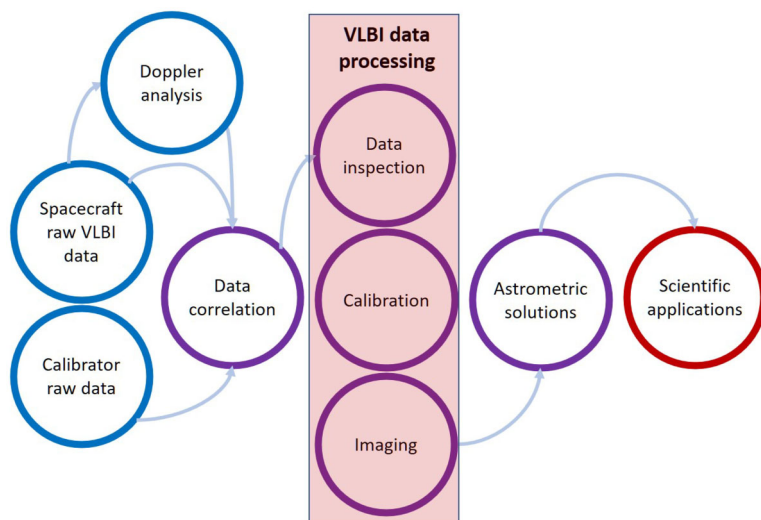 VLBI data
processing
Doppler
analysis
Data
inspection
Spacecraft
raw VLBI
data
Data
correlation
Calibration
Astrometric
solutions
Scientific
applications
Calibrator
raw data
Imaging